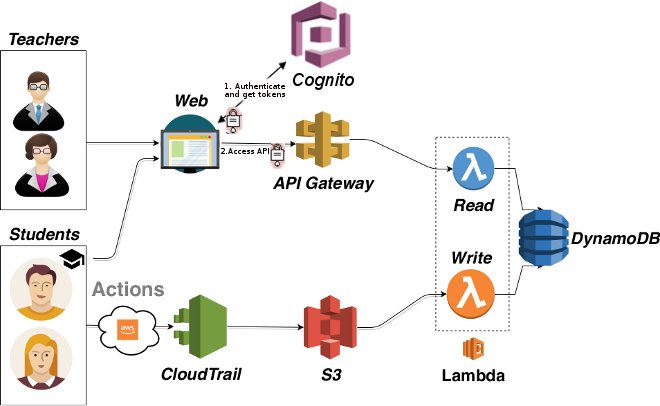 Teachers
Cognito
1. Authenticate
and get tokens
Web
2.Access API
API Gateway
Read
Students
DynamoDB
Write
Actions
aws
CloudTrail
S3
Lambda